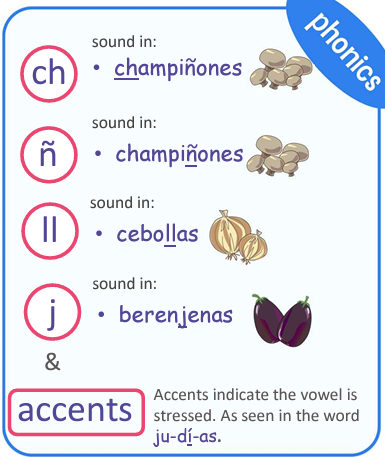 phonics
ch
sound in:
• champiñones
ñ
sound in:
• champiñones
ll
sound in:
• cebollas
j
sound in:
• berenjenas
&
accents
Accents indicate the vowel is
stressed. As seen in the word
ju-dí-as.